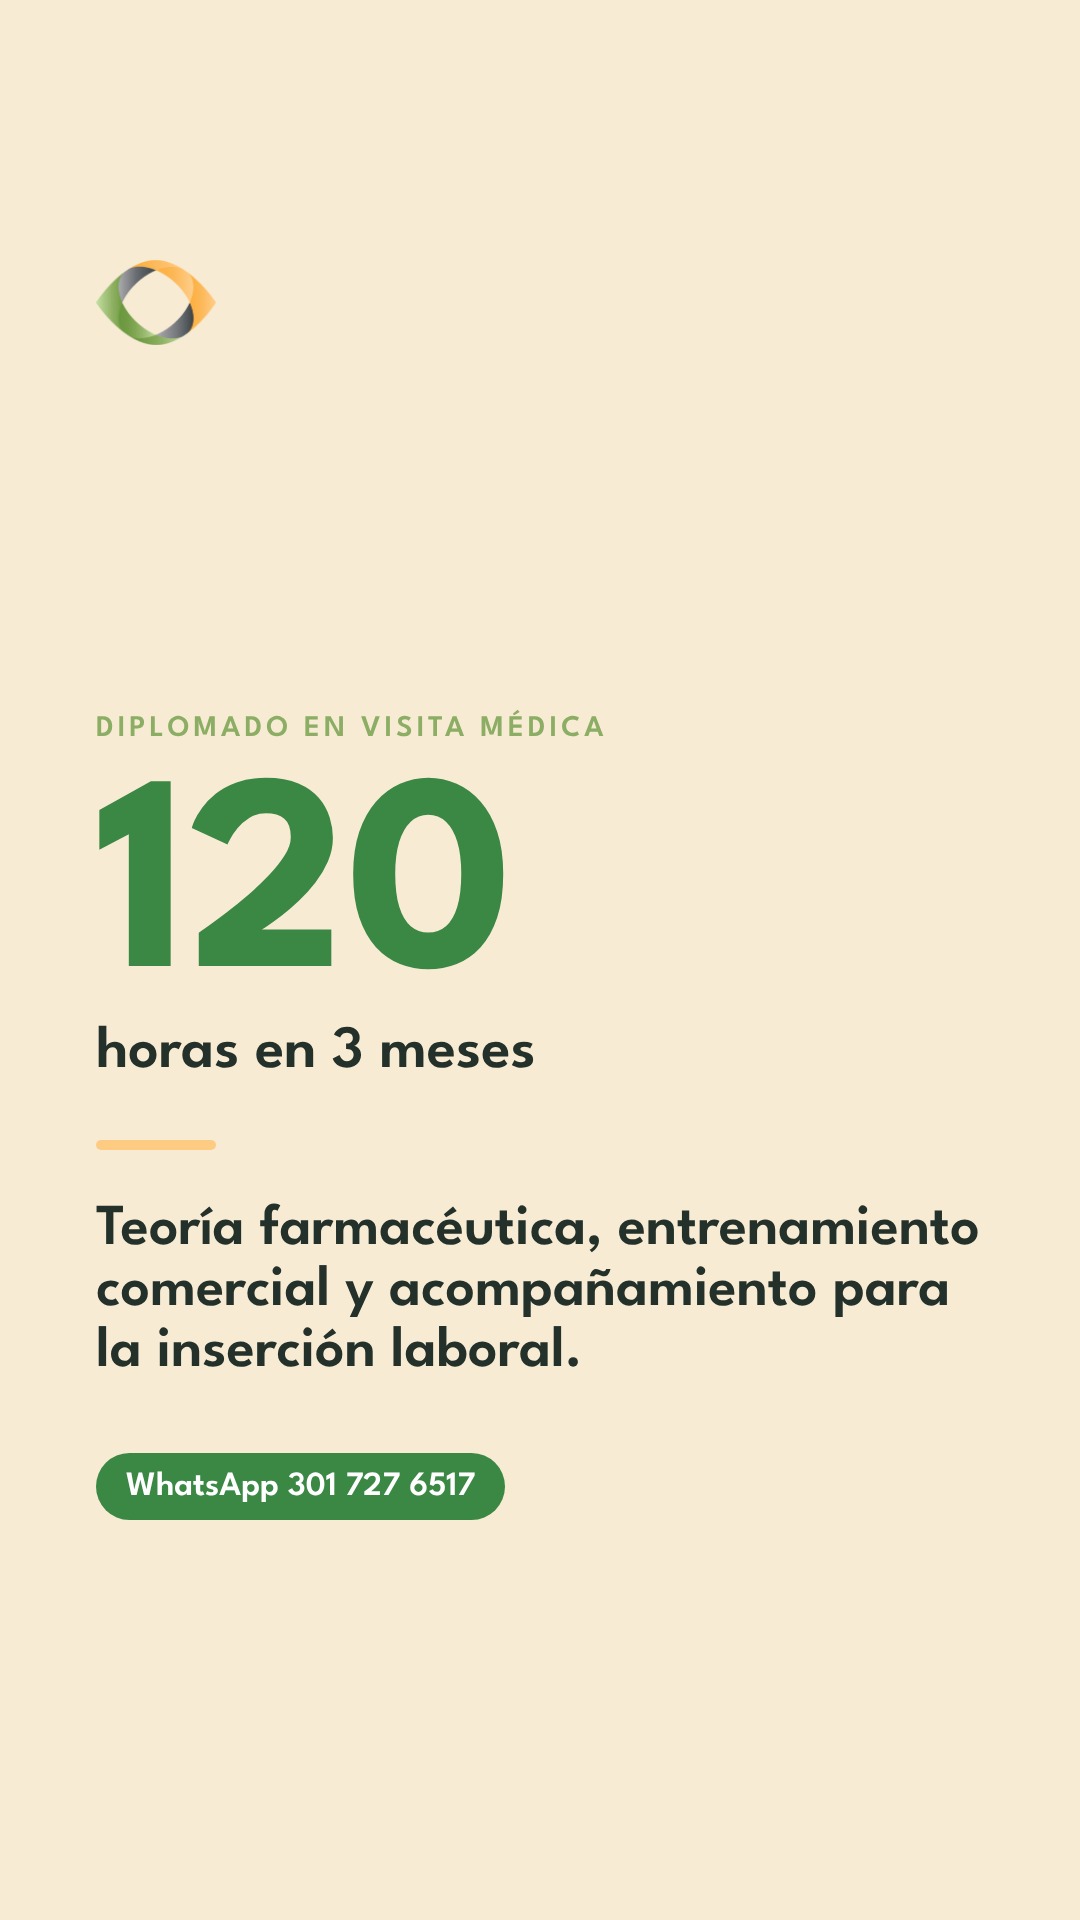 DIPLOMADO EN VISITA MÉDICA
120
horas en 3 meses
Teoría farmacéutica, entrenamiento
comercial y acompañamiento para
la inserción laboral.
WhatsApp 301 727 6517